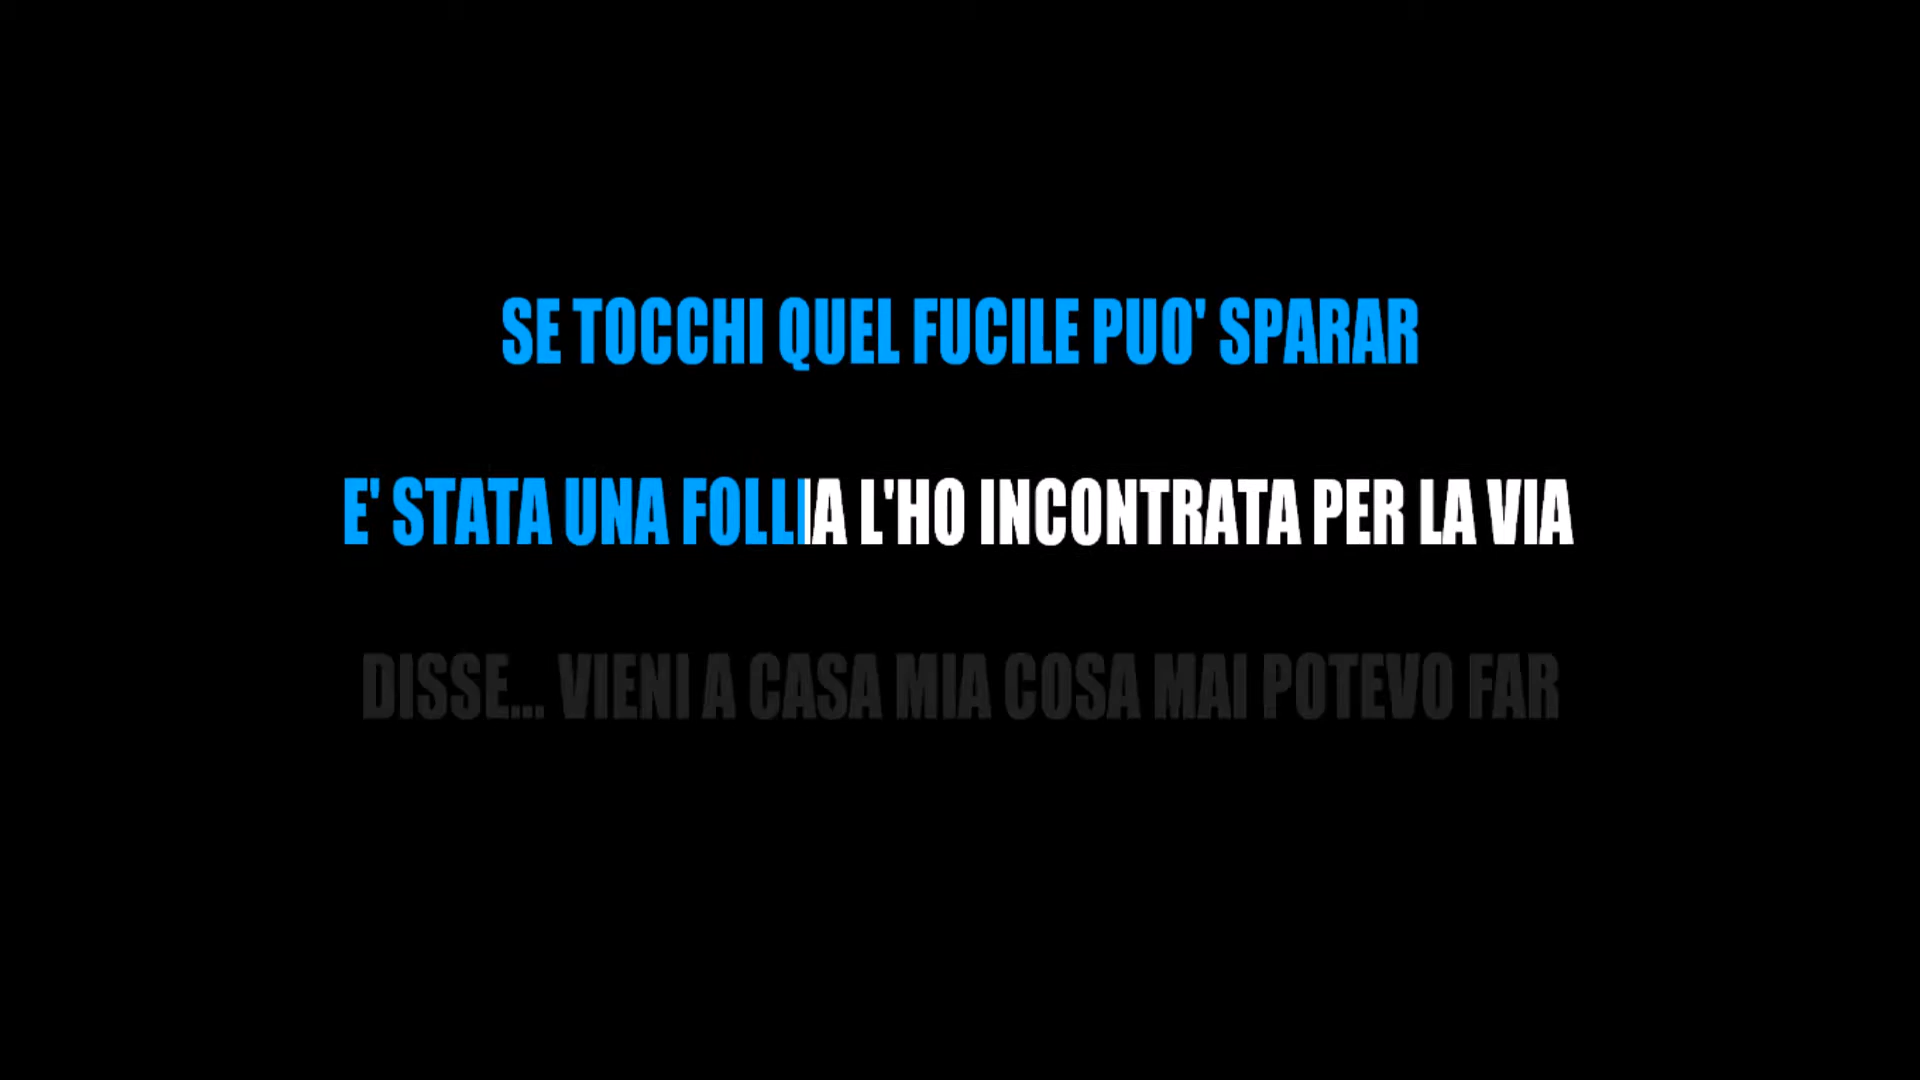 SE TOCCHI QUEL FUCILE PUO' SPARAR
E' STATA UNA FOLLIA L'HO INCONTRATA PER LA VIA
DISSE... VIENI A CASA MIA COSA MAI POTEVO FAR